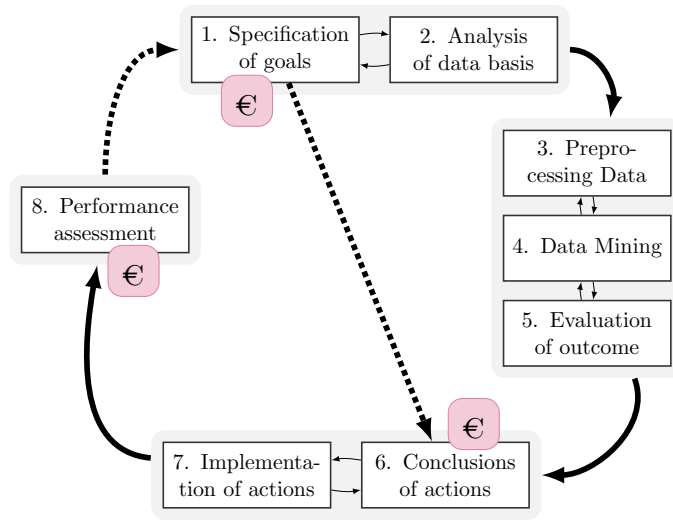 1. Specification
of goals
2. Analysis
of data basis
€
3. Prepro-
cessing Data
4. Data Mining
5. Evaluation
of outcome
€
6. Conclusions
of actions
7. Implementa-
tion of actions
8. Performance
assessment
€